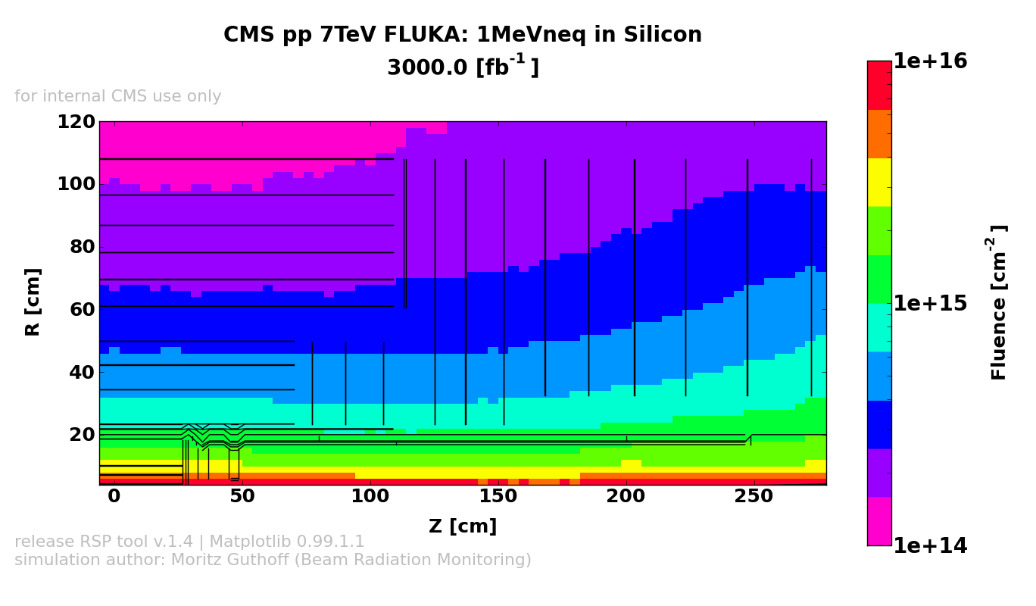 CMS pp 7TeV FLUKA: 1MeVneq in Silicon
3000.0 [fb⁻¹]
for internal CMS use only
1e+16
1e+15
1e+14
Fluence [cm⁻²]
120
100
80
60
40
20
R [cm]
0 50 100 150 200 250
Z [cm]
release RSP tool v.1.4 | Matplotlib 0.99.1.1
simulation author: Moritz Guthoff (Beam Radiation Monitoring)